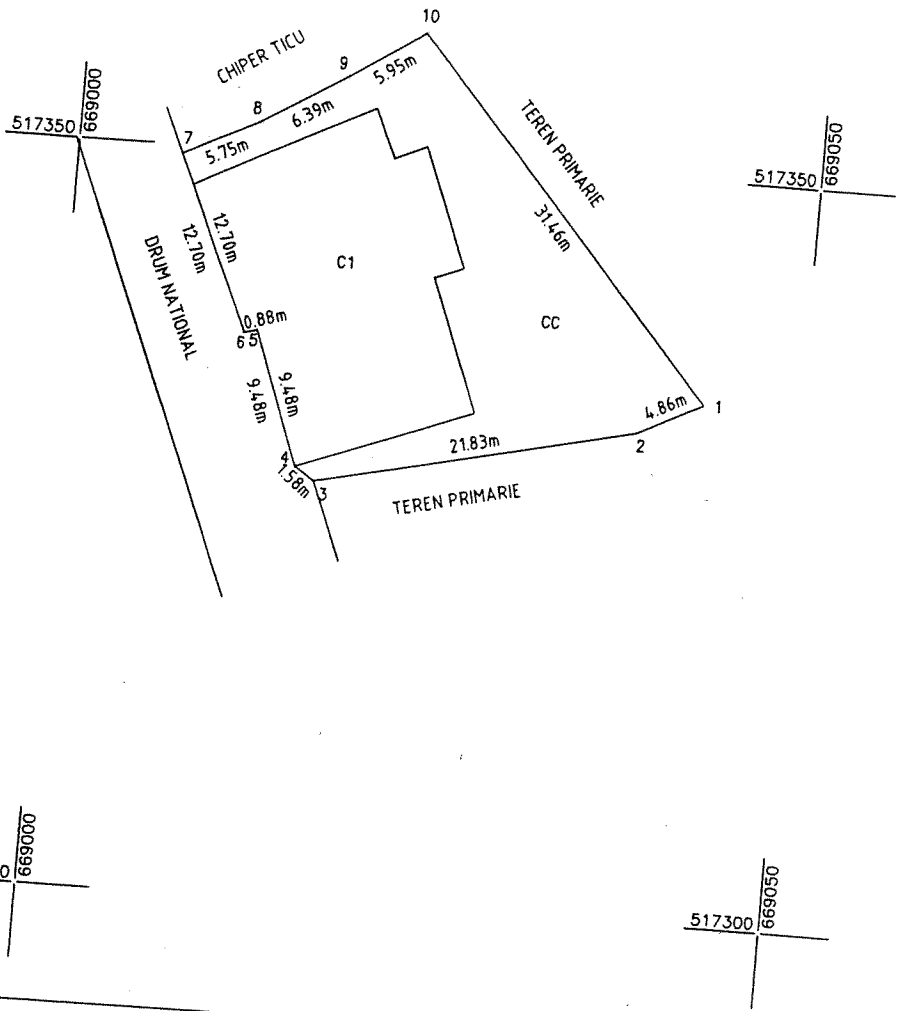 10
CHIPER TICU
9
5.95m
669000
8
6.39m
517350
7
5.75m
TEREN PRIMARIE
669050
517350
31.46m
12.70m
12.70m
DRUM NATIONAL
C1
0.88m
6 5
CC
9.48m
9.48m
4.86m
1
21.83m
2
4
1.58m
3
TEREN PRIMARIE
669000
0
669050
517300